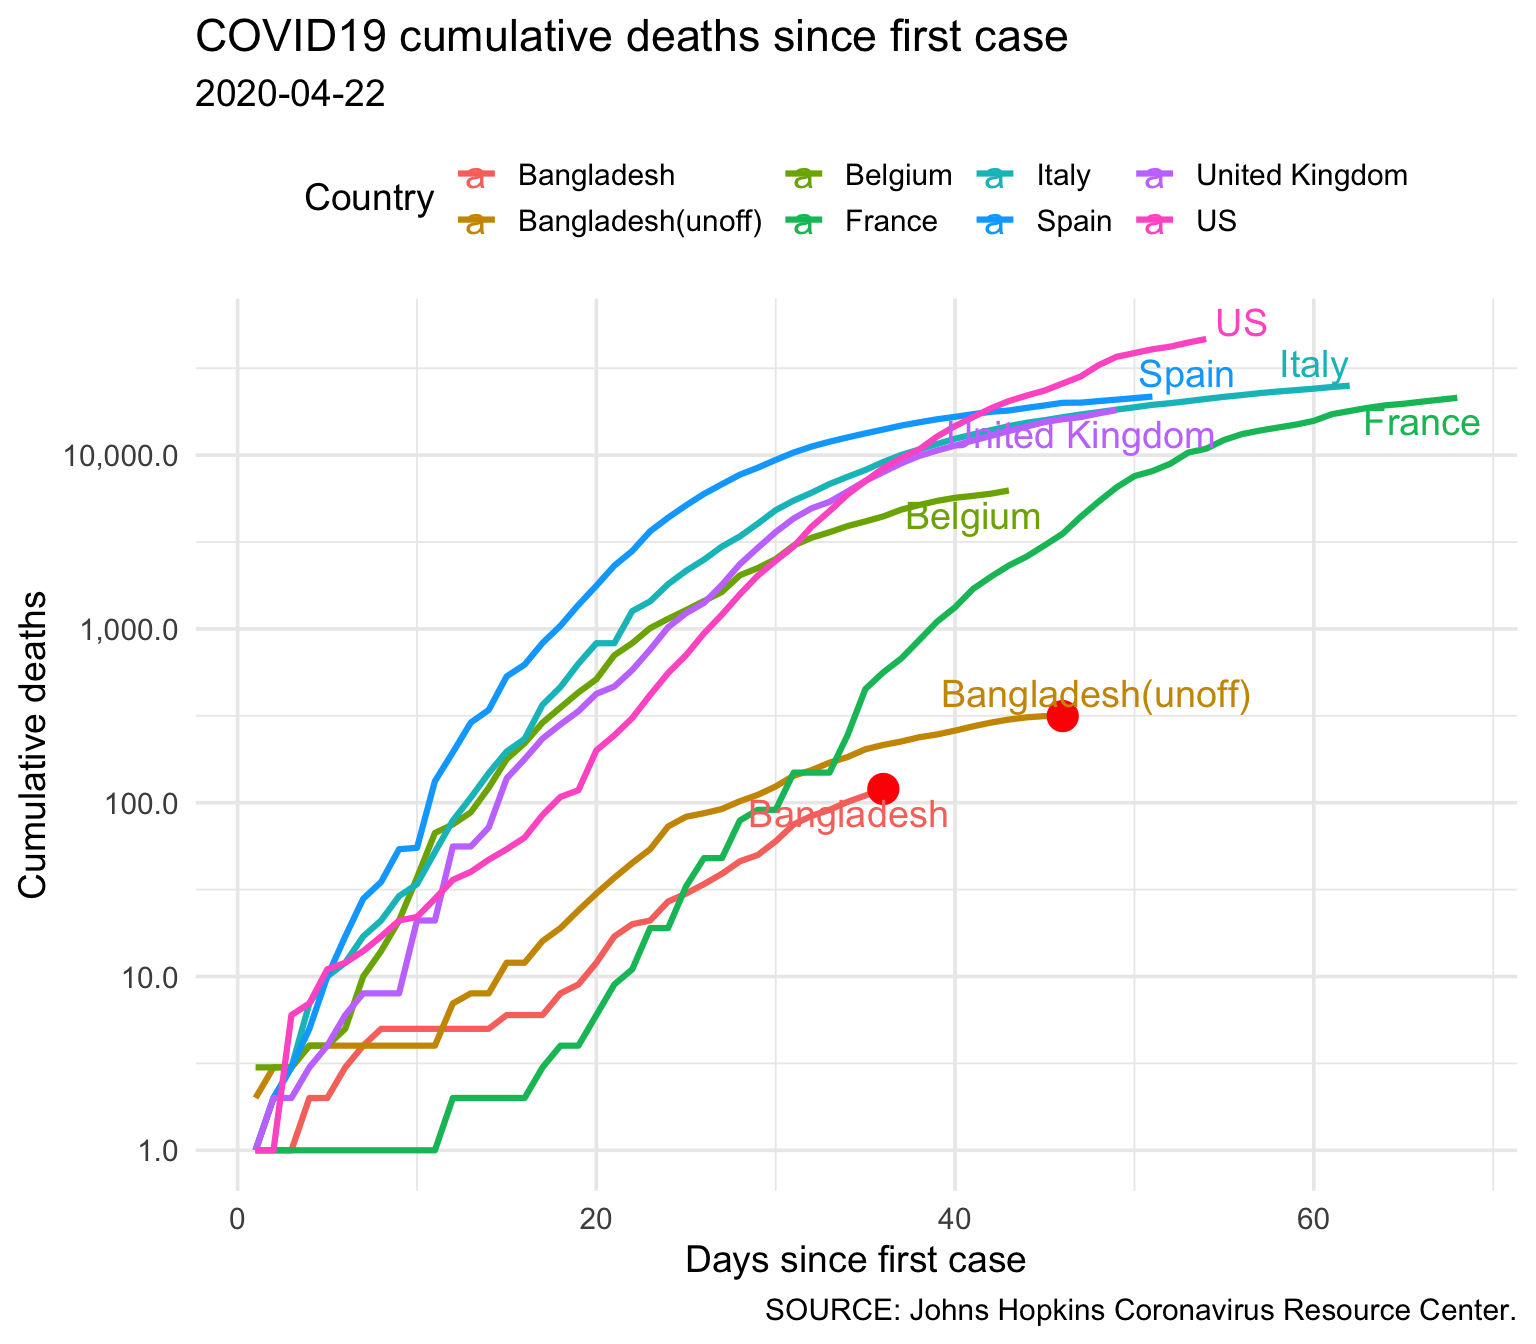 COVID19 cumulative deaths since first case
2020-04-22
Country
a Bangladesh a Belgium a Italy a United Kingdom
a Bangladesh(unoff) a France a Spain a US
US
Italy
Spain
France
United Kingdom
Belgium
Bangladesh(unoff)
Bangladesh
Cumulative deaths
10,000.0
1,000.0
100.0
10.0
1.0
0 20 40 60
Days since first case
SOURCE: Johns Hopkins Coronavirus Resource Center.